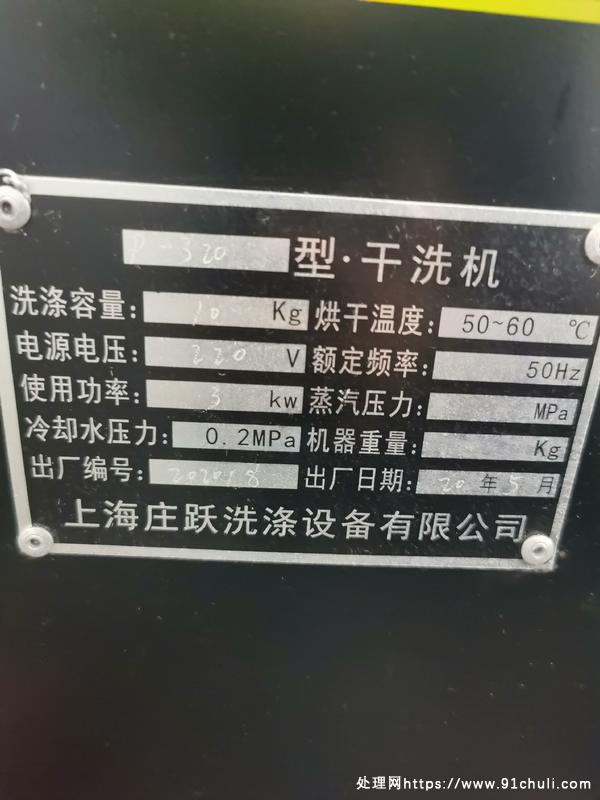 P-320 型·干洗机
洗涤容量: 10 Kg 烘干温度: 50~60 ℃
电源电压: 220 V 额定频率: 50Hz
使用功率: 3 kw 蒸汽压力: MPa
冷却水压力: 0.2MPa 机器重量: Kg
出厂编号: 出厂日期: 20 年 5 月
上海庄跃洗涤设备有限公司
处理网https://www.91chuli.com/